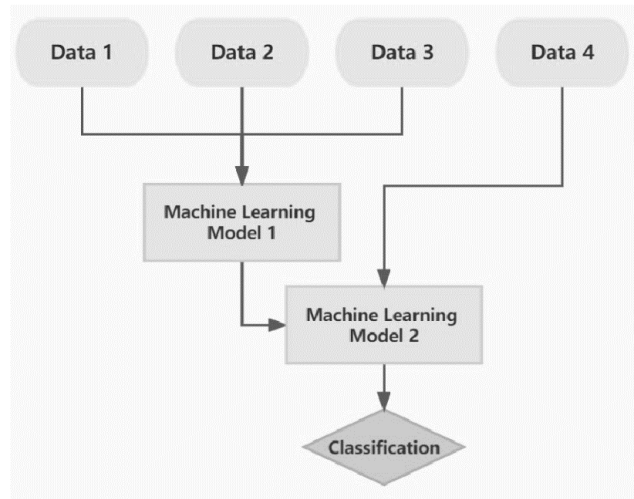 Data 1
Data 2
Data 3
Data 4
Machine Learning
Model 1
Machine Learning
Model 2
Classification